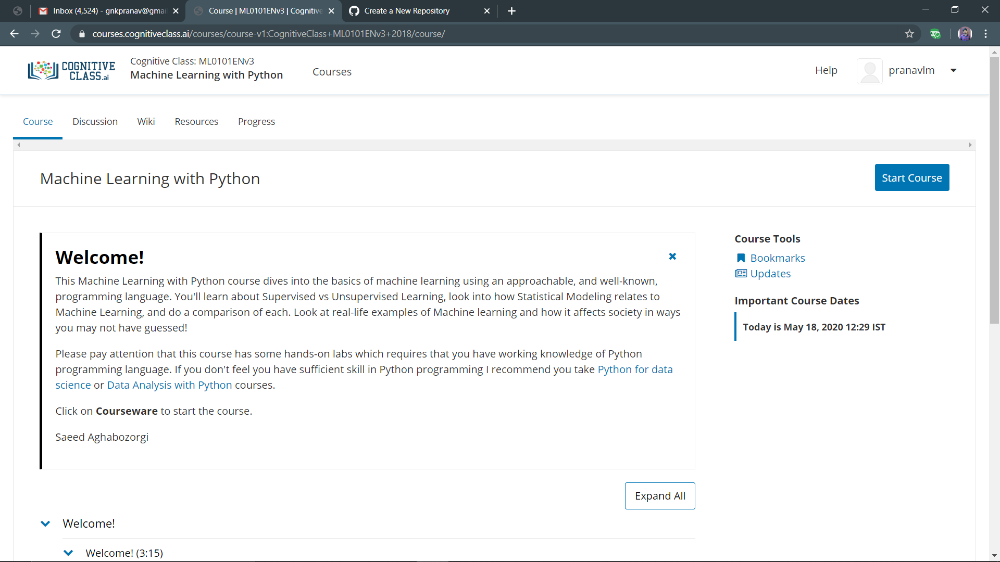 Inbox (4,524) - gnkpranav@gmai
Course | ML0101ENv3 | Cognitive
Create a New Repository
courses.cognitiveclass.ai/courses/course-v1:CognitiveClass+ML0101ENv3+2018/course/
COGNITIVE
CLASS.ai
Cognitive Class: ML0101ENv3
Machine Learning with Python
Courses
Help
pranavlm
Course
Discussion
Wiki
Resources
Progress
Machine Learning with Python
Start Course
Welcome!
This Machine Learning with Python course dives into the basics of machine learning using an approachable, and well-known,
programming language. You'll learn about Supervised vs Unsupervised Learning, look into how Statistical Modeling relates to
Machine Learning, and do a comparison of each. Look at real-life examples of Machine learning and how it affects society in ways
you may not have guessed!
Please pay attention that this course has some hands-on labs which requires that you have working knowledge of Python
programming language. If you don't feel you have sufficient skill in Python programming I recommend you take Python for data
science or Data Analysis with Python courses.
Click on Courseware to start the course.
Saeed Aghabozorgi
Course Tools
Bookmarks
Updates
Important Course Dates
Today is May 18, 2020 12:29 IST
Expand All
Welcome!
Welcome! (3:15)